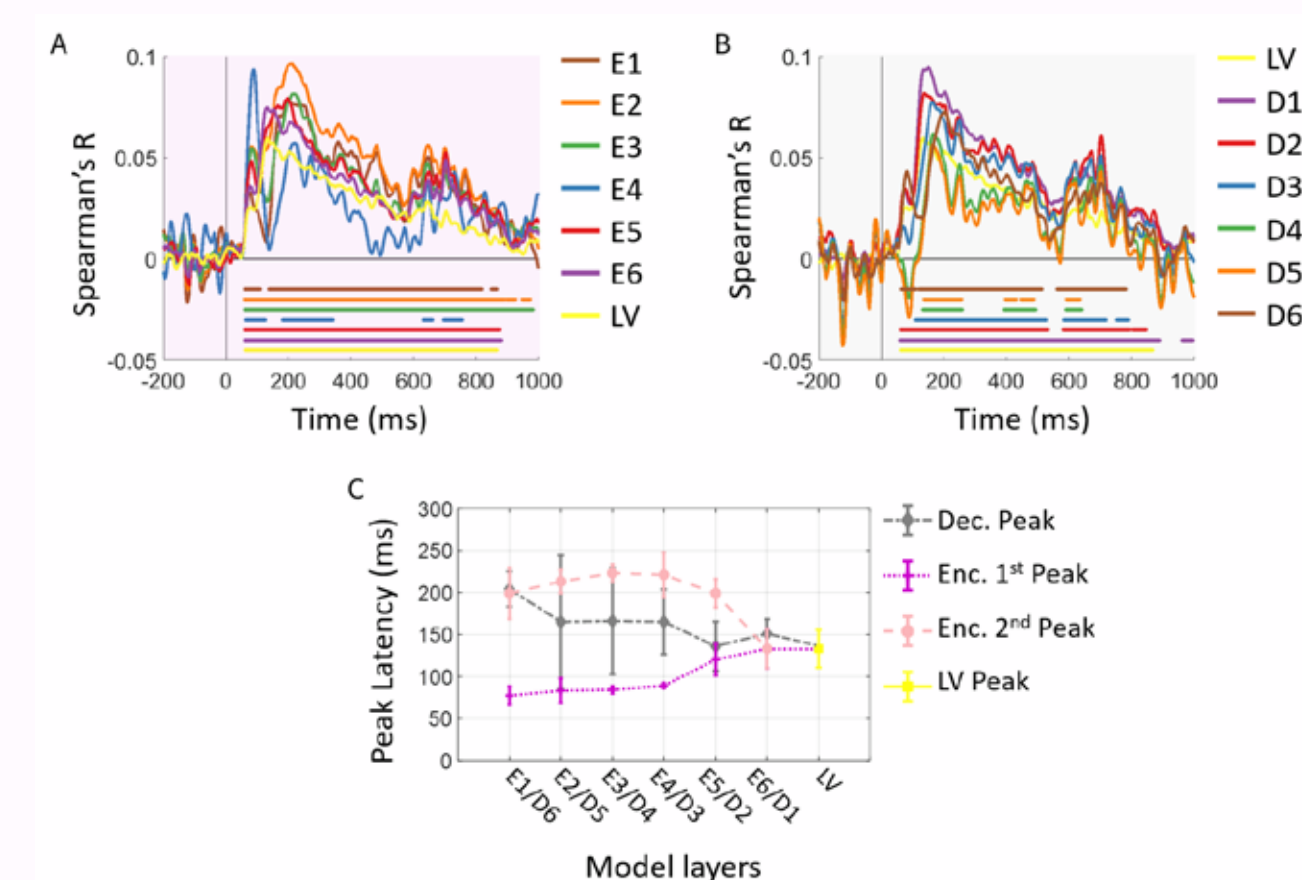 A
Spearman's R
0.1
0.05
0
-0.05
-200 0 200 400 600 800 1000
Time (ms)
E1
E2
E3
E4
E5
E6
LV
B
Spearman's R
0.1
0.05
0
-0.05
-200 0 200 400 600 800 1000
Time (ms)
LV
D1
D2
D3
D4
D5
D6
C
Peak Latency (ms)
300
250
200
150
100
50
0
E1/D6 E2/D5 E3/D4 E4/D3 E5/D2 E6/D1 LV
Model layers
Dec. Peak
Enc. 1st Peak
Enc. 2nd Peak
LV Peak